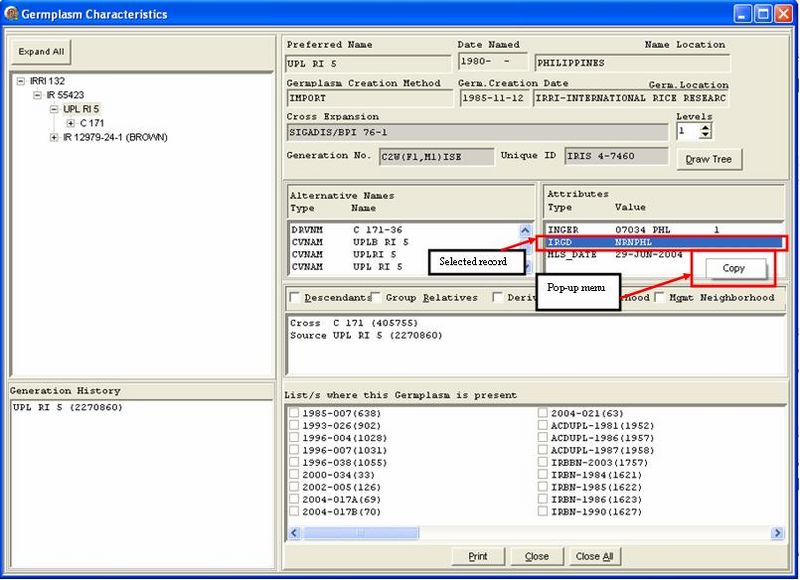 Germplasm Characteristics
Expand All
IRRI 132
IR 55423
UPL RI 5
C 171
IR 12979-24-1 (BROWN)
Preferred Name Date Named Name Location
UPL RI 5 1980- - PHILIPPINES
Germplasm Creation Method Germ.Creation Date Germ.Location
IMPORT 1985-11-12 IRRI-INTERNATIONAL RICE RESEARC
Cross Expansion Levels
SIGADIS/BPI 76-1 1
Generation No. C2W(F1,M1)ISE Unique ID IRIS 4-7460 Draw Tree
Alternative Names
Type Name
DRVNM C 171-36
CVNAM UPLB RI 5
CVNAM UPLRI 5
CVNAM UPL RI 5
Attributes
Type Value
INGER 07034 PHL 1
IRGD NRNPHL
MLS_DATE 29-JUN-2004
Copy
Selected record
Pop-up menu
Descendants Group Relatives Deri hood Mgmt Neighborhood
Cross C 171 (405755)
Source UPL RI 5 (2270860)
Generation History
UPL RI 5 (2270860)
List/s where this Germplasm is present
1985-007(638) 2004-021(63)
1993-026(902) ACDUPL-1981(1952)
1996-004(1028) ACDUPL-1986(1957)
1996-007(1031) ACDUPL-1987(1958)
1996-038(1055) IRBBN-2003(1757)
2000-034(33) IRBN-1984(1621)
2002-005(126) IRBN-1985(1622)
2004-017A(69) IRBN-1986(1623)
2004-017B(70) IRBN-1990(1627)
Print Close Close All